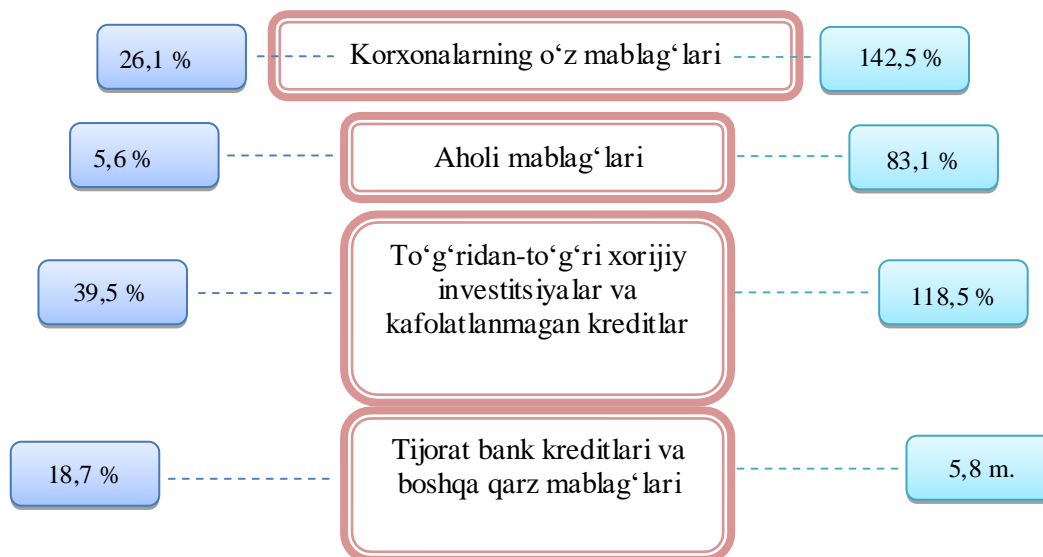 26,1 %
Korxonalarning o‘z mablag‘lari
142,5 %
5,6 %
Aholi mablag‘lari
83,1 %
To‘g‘ridan-to‘g‘ri xorijiy
investitsiyalar va
kafolatlanmagan kreditlar
39,5 %
118,5 %
Tijorat bank kreditlari va
boshqa qarz mablag‘lari
18,7 %
5,8 m.